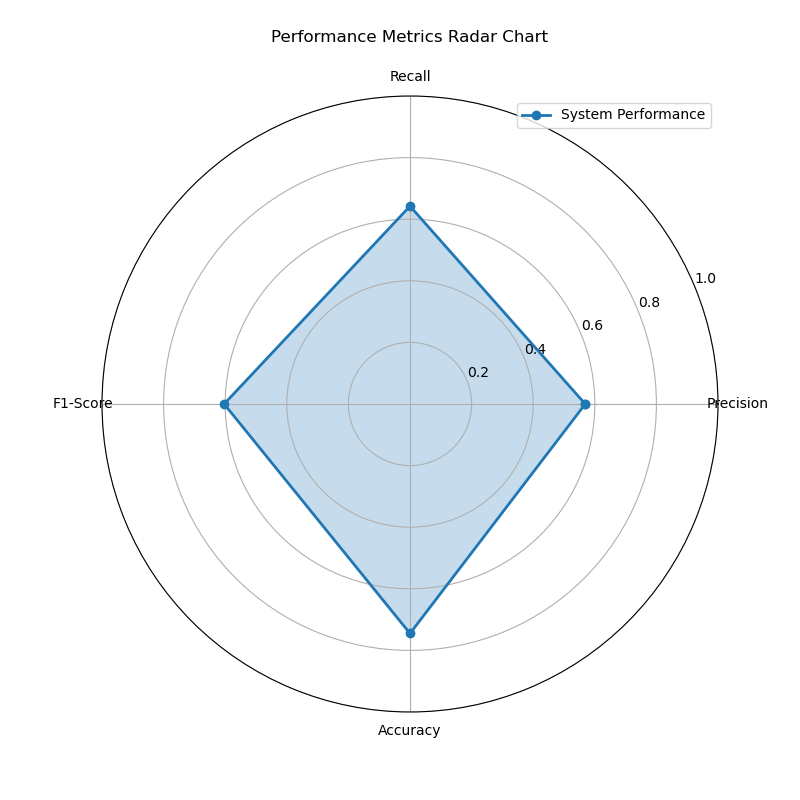 Performance Metrics Radar Chart
Recall
System Performance
1.0
0.8
0.6
0.4
0.2
F1-Score
Precision
Accuracy